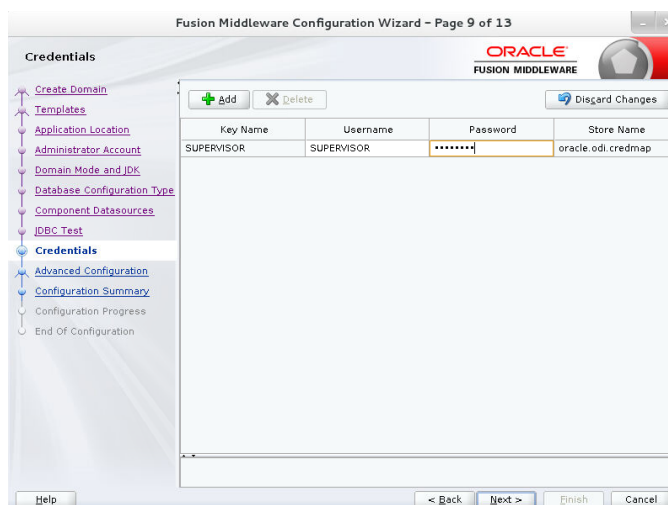 Fusion Middleware Configuration Wizard - Page 9 of 13
Credentials
ORACLE
FUSION MIDDLEWARE
Create Domain
Templates
Application Location
Administrator Account
Domain Mode and JDK
Database Configuration Type
Component Datasources
JDBC Test
Credentials
Advanced Configuration
Configuration Summary
Configuration Progress
End Of Configuration
Add Delete Discard Changes
Key Name Username Password Store Name
SUPERVISOR SUPERVISOR •••••••• oracle.odi.credmap
Help < Back Next > Finish Cancel